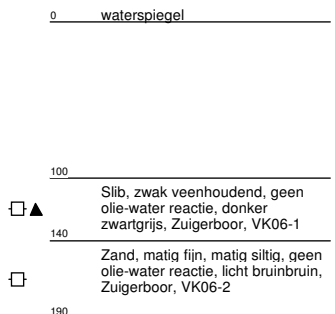 0 waterspiegel
100
Slib, zwak veenhoudend, geen
olie-water reactie, donker
zwartgrijs, Zuigerboor, VK06-1
140
Zand, matig fijn, matig siltig, geen
olie-water reactie, licht bruinbruin,
Zuigerboor, VK06-2
190